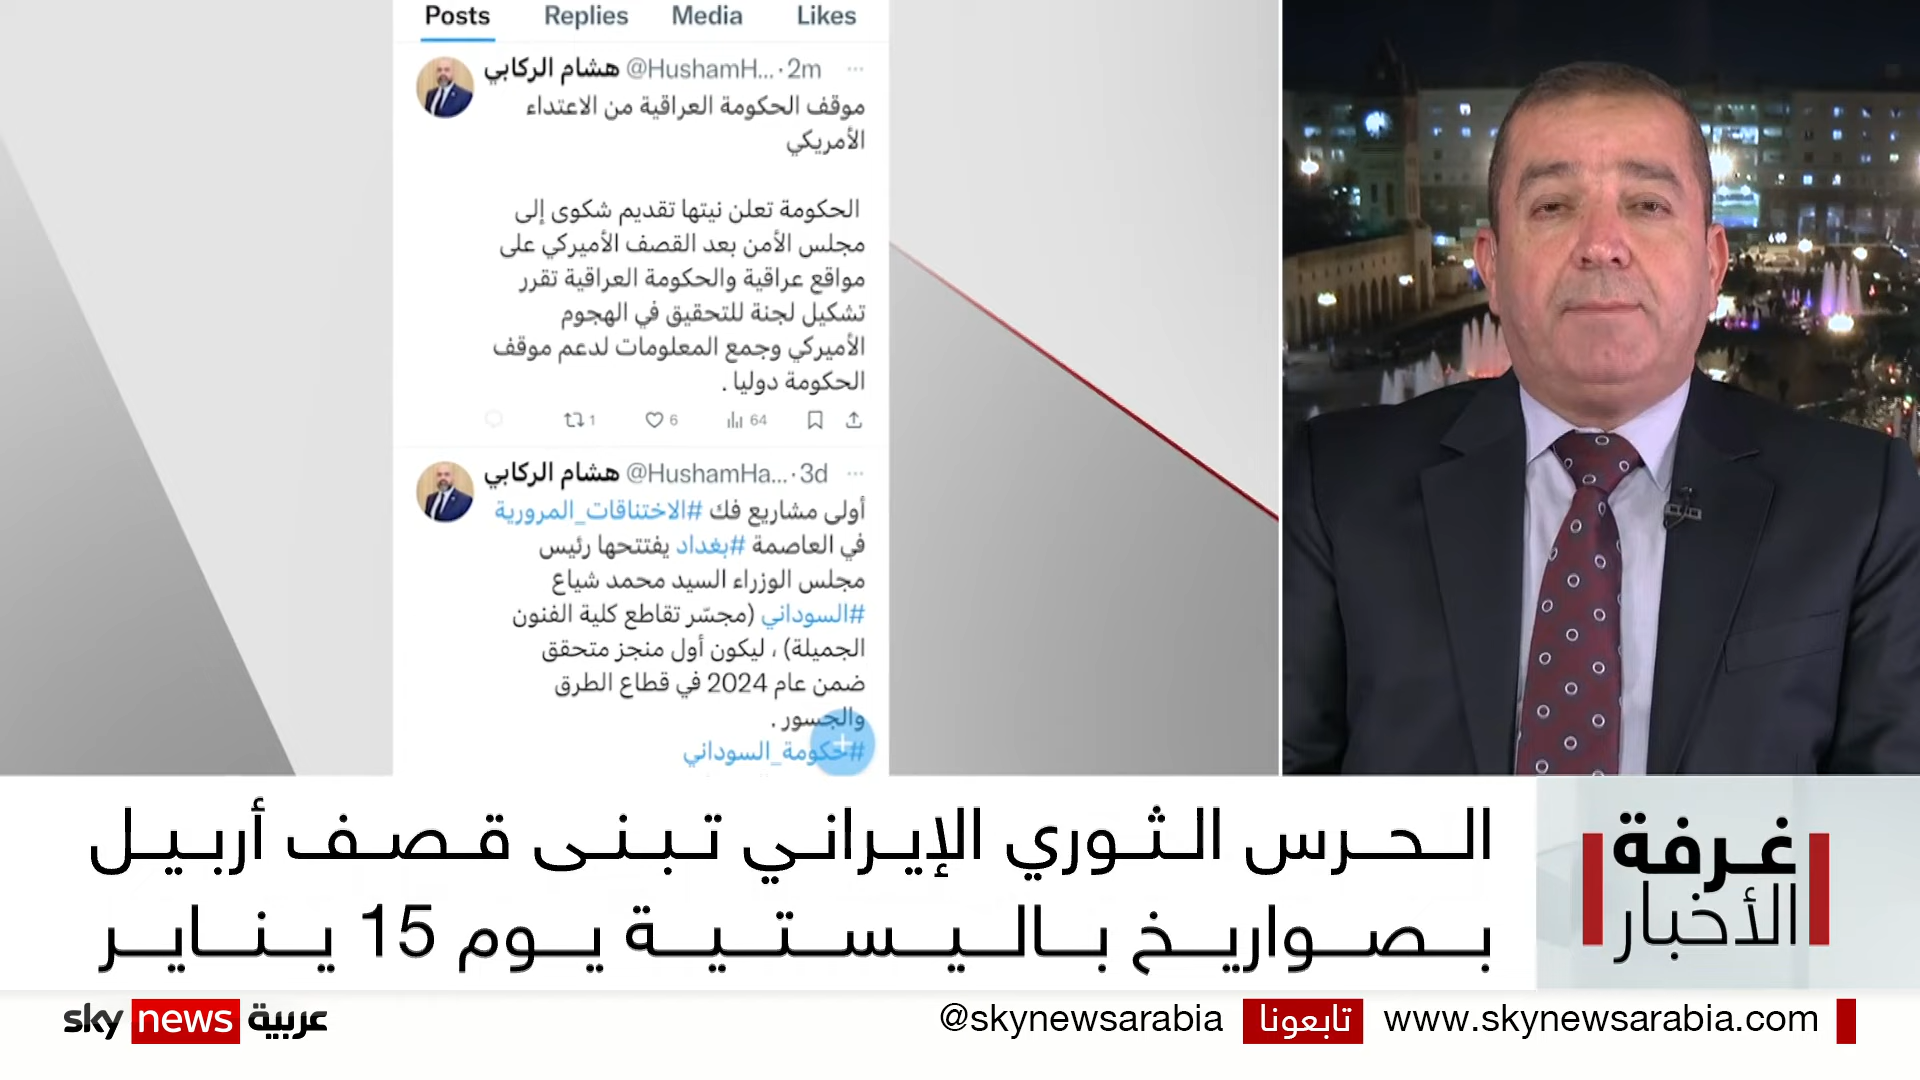 Posts Replies Media Likes
هشام الركابي @HushamH... · 2m ...
موقف الحكومة العراقية من الاعتداء
الأمريكي
الحكومة تعلن نيتها تقديم شكوى إلى
مجلس الأمن بعد القصف الأميركي على
مواقع عراقية والحكومة العراقية تقرر
تشكيل لجنة للتحقيق في الهجوم
الأميركي وجمع المعلومات لدعم موقف
الحكومة دوليا .
1 6 64
هشام الركابي @HushamHa... · 3d ...
أولى مشاريع فك #الاختناقات_المرورية
في العاصمة #بغداد يفتتحها رئيس
مجلس الوزراء السيد محمد شياع
#السوداني (مجسّر تقاطع كلية الفنون
الجميلة) ، ليكون أول منجز متحقق
ضمن عام 2024 في قطاع الطرق
والجسور .
#حكومة_السوداني
غرفة
الأخبار
الحرس الثوري الإيراني تبنى قصف أربيل
بصواريخ باليستية يوم 15 يناير
sky news عربية
@skynewsarabia تابعونا www.skynewsarabia.com